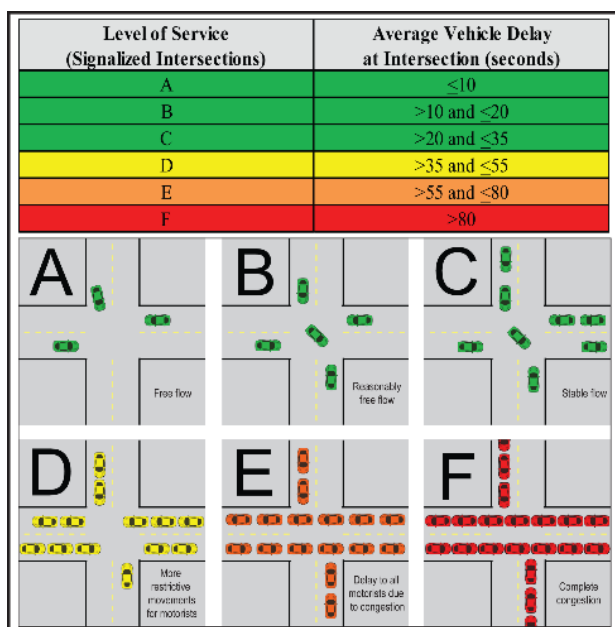 Level of Service
(Signalized Intersections)
Average Vehicle Delay
at Intersection (seconds)
A
≤10
B
>10 and ≤20
C
>20 and ≤35
D
>35 and ≤55
E
>55 and ≤80
F
>80
A
Free flow
B
Reasonably
free flow
C
Stable flow
D
More
restrictive
movements
for motorists
E
Delay to all
motorists due
to congestion
F
Complete
congestion